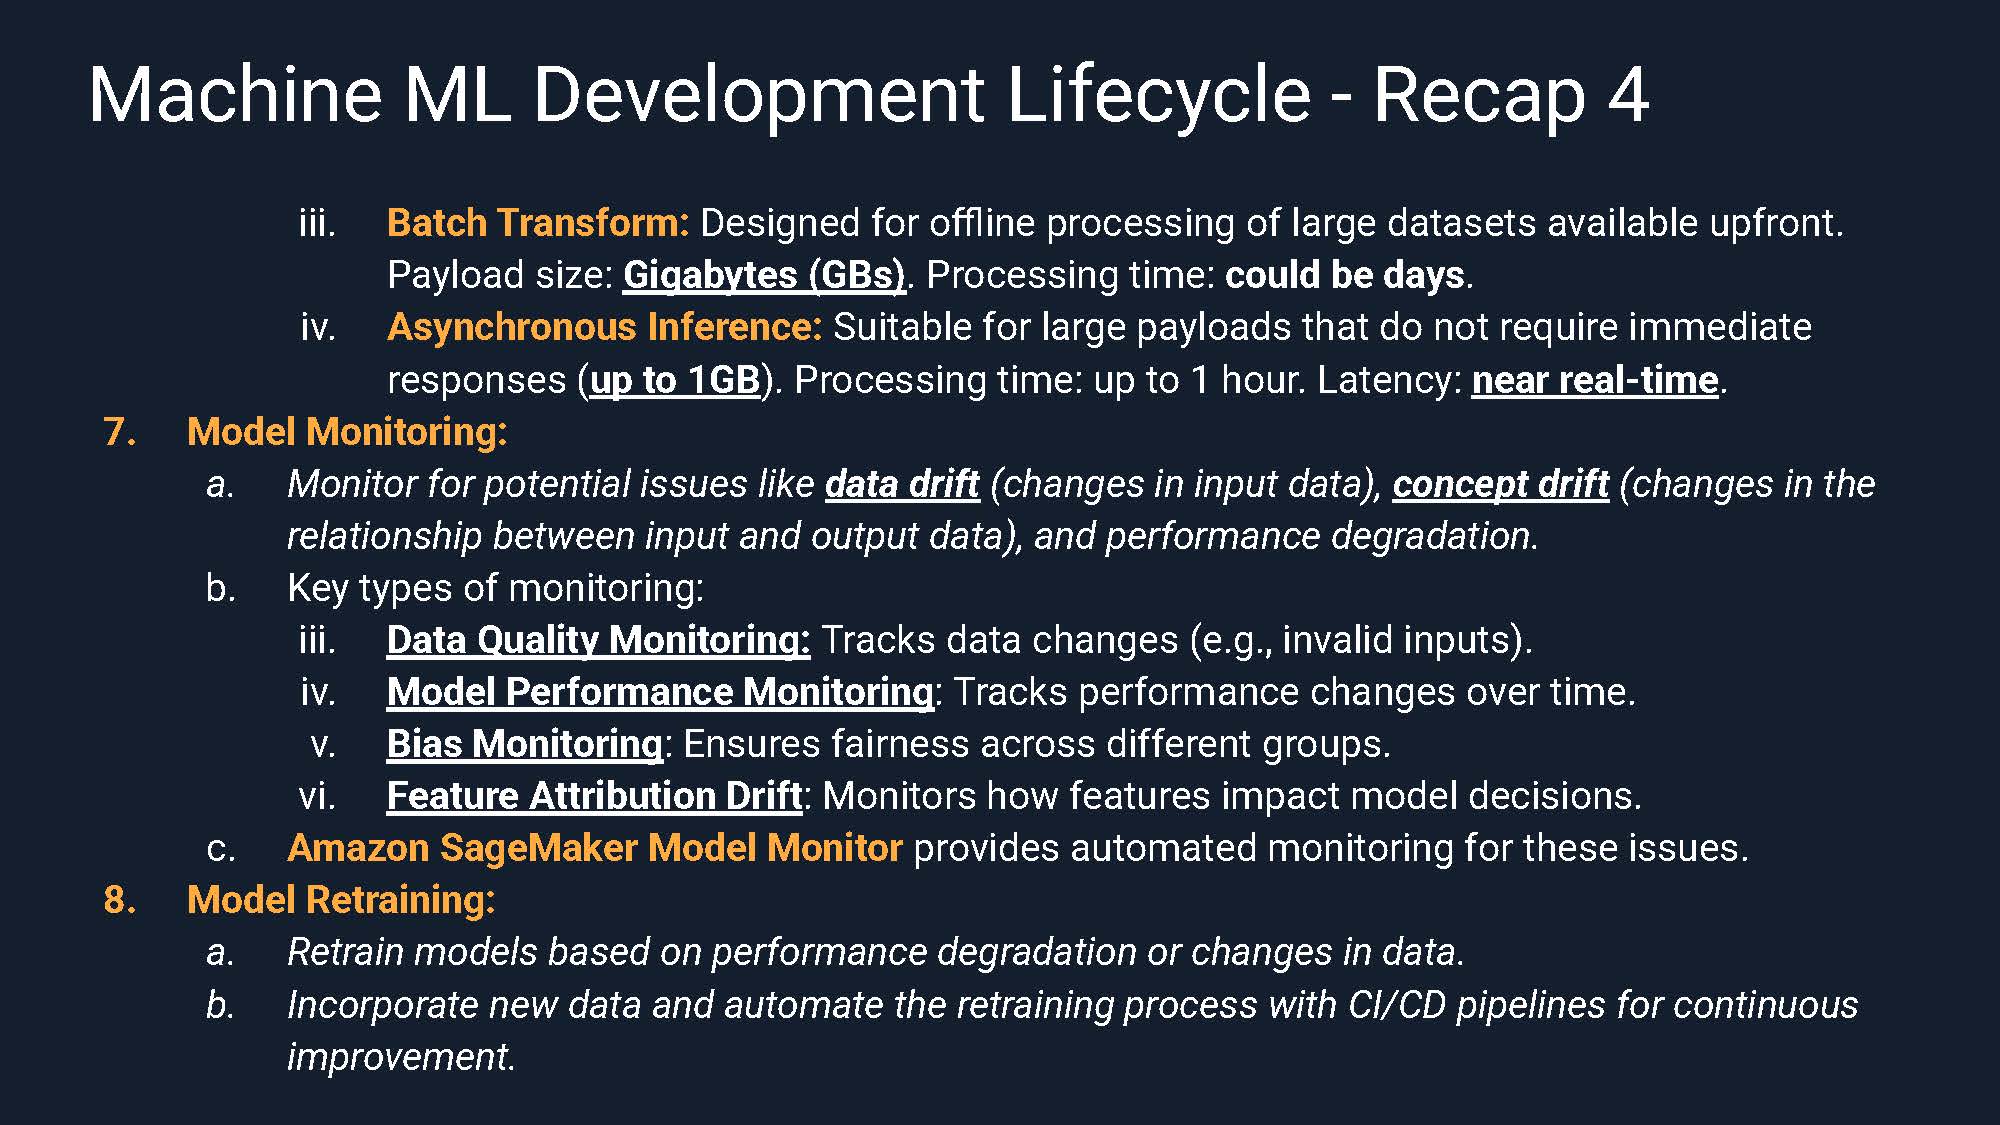 Machine ML Development Lifecycle - Recap 4
iii. Batch Transform: Designed for offline processing of large datasets available upfront.
Payload size: Gigabytes (GBs). Processing time: could be days.
iv. Asynchronous Inference: Suitable for large payloads that do not require immediate
responses (up to 1GB). Processing time: up to 1 hour. Latency: near real-time.
7. Model Monitoring:
a. Monitor for potential issues like data drift (changes in input data), concept drift (changes in the
relationship between input and output data), and performance degradation.
b. Key types of monitoring:
iii. Data Quality Monitoring: Tracks data changes (e.g., invalid inputs).
iv. Model Performance Monitoring: Tracks performance changes over time.
v. Bias Monitoring: Ensures fairness across different groups.
vi. Feature Attribution Drift: Monitors how features impact model decisions.
c. Amazon SageMaker Model Monitor provides automated monitoring for these issues.
8. Model Retraining:
a. Retrain models based on performance degradation or changes in data.
b. Incorporate new data and automate the retraining process with CI/CD pipelines for continuous
improvement.